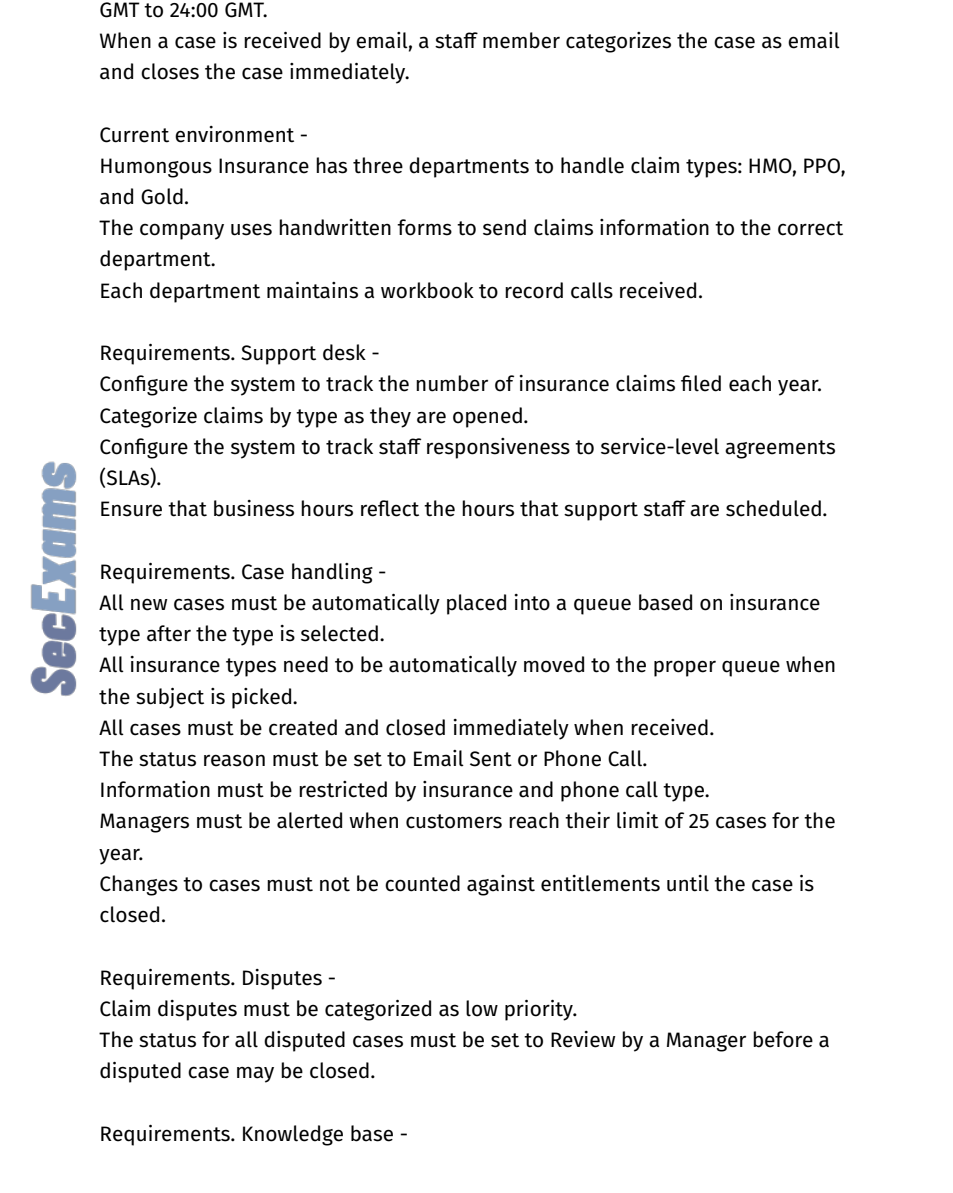 GMT to 24:00 GMT.
When a case is received by email, a staff member categorizes the case as email
and closes the case immediately.
Current environment -
Humongous Insurance has three departments to handle claim types: HMO, PPO,
and Gold.
The company uses handwritten forms to send claims information to the correct
department.
Each department maintains a workbook to record calls received.
Requirements. Support desk -
Configure the system to track the number of insurance claims filed each year.
Categorize claims by type as they are opened.
Configure the system to track staff responsiveness to service-level agreements
(SLAs).
Ensure that business hours reflect the hours that support staff are scheduled.
Requirements. Case handling -
All new cases must be automatically placed into a queue based on insurance
type after the type is selected.
All insurance types need to be automatically moved to the proper queue when
the subject is picked.
All cases must be created and closed immediately when received.
The status reason must be set to Email Sent or Phone Call.
Information must be restricted by insurance and phone call type.
Managers must be alerted when customers reach their limit of 25 cases for the
year.
Changes to cases must not be counted against entitlements until the case is
closed.
Requirements. Disputes -
Claim disputes must be categorized as low priority.
The status for all disputed cases must be set to Review by a Manager before a
disputed case may be closed.
Requirements. Knowledge base -
SecExams